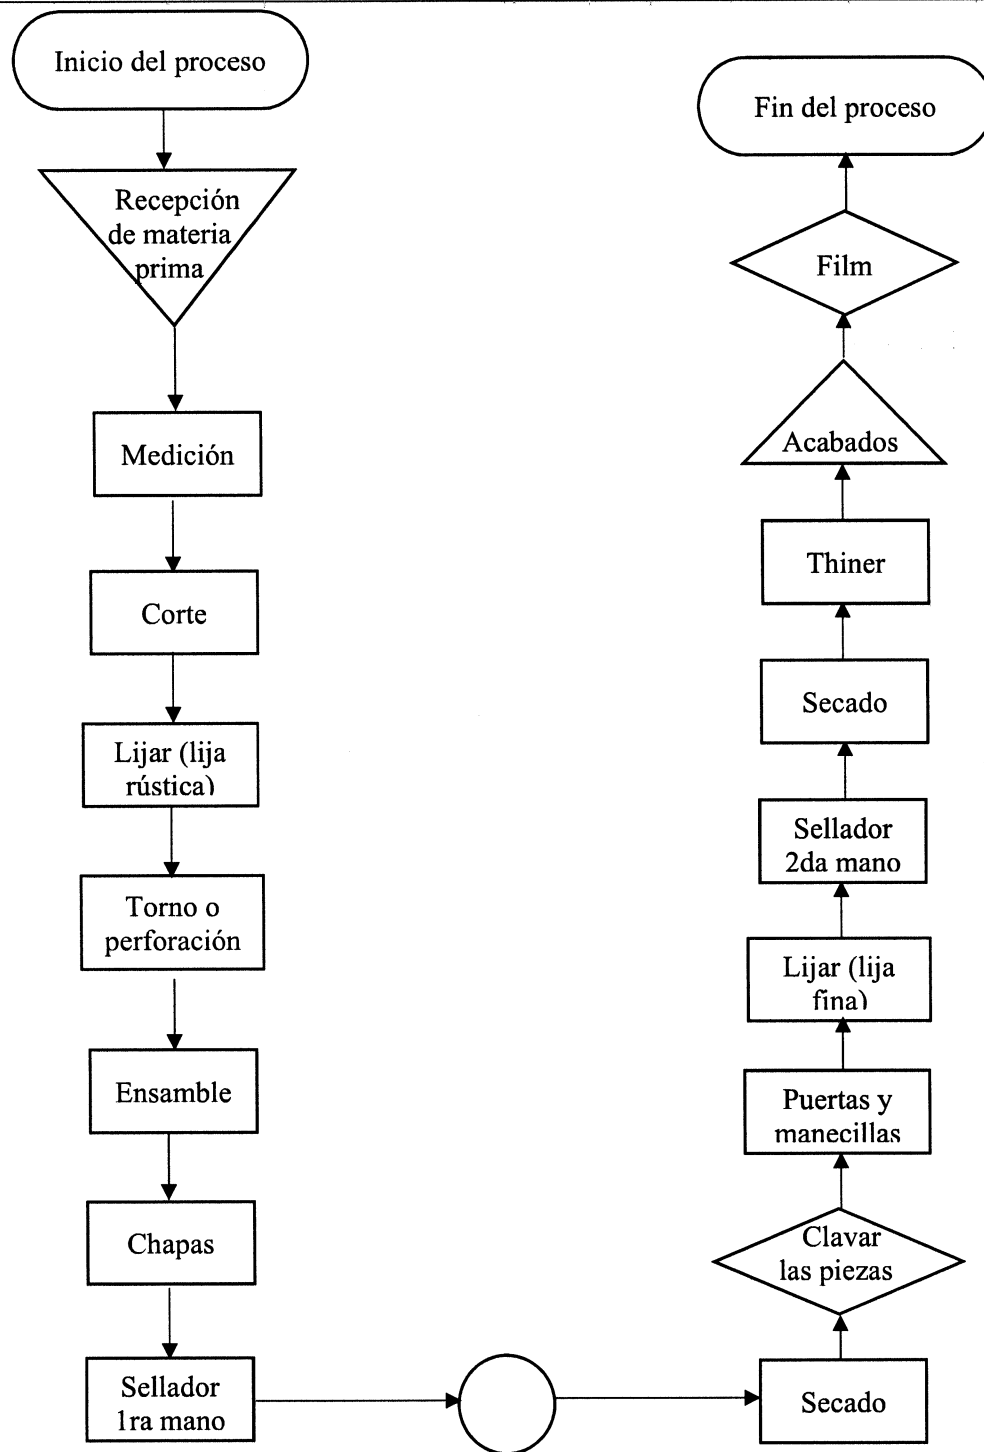 Inicio del proceso
Recepción
de materia
prima
Medición
Corte
Lijar (lija
rústica)
Torno o
perforación
Ensamble
Chapas
Sellador
1ra mano
Secado
Clavar
las piezas
Puertas y
manecillas
Lijar (lija
fina)
Sellador
2da mano
Secado
Thiner
Acabados
Film
Fin del proceso